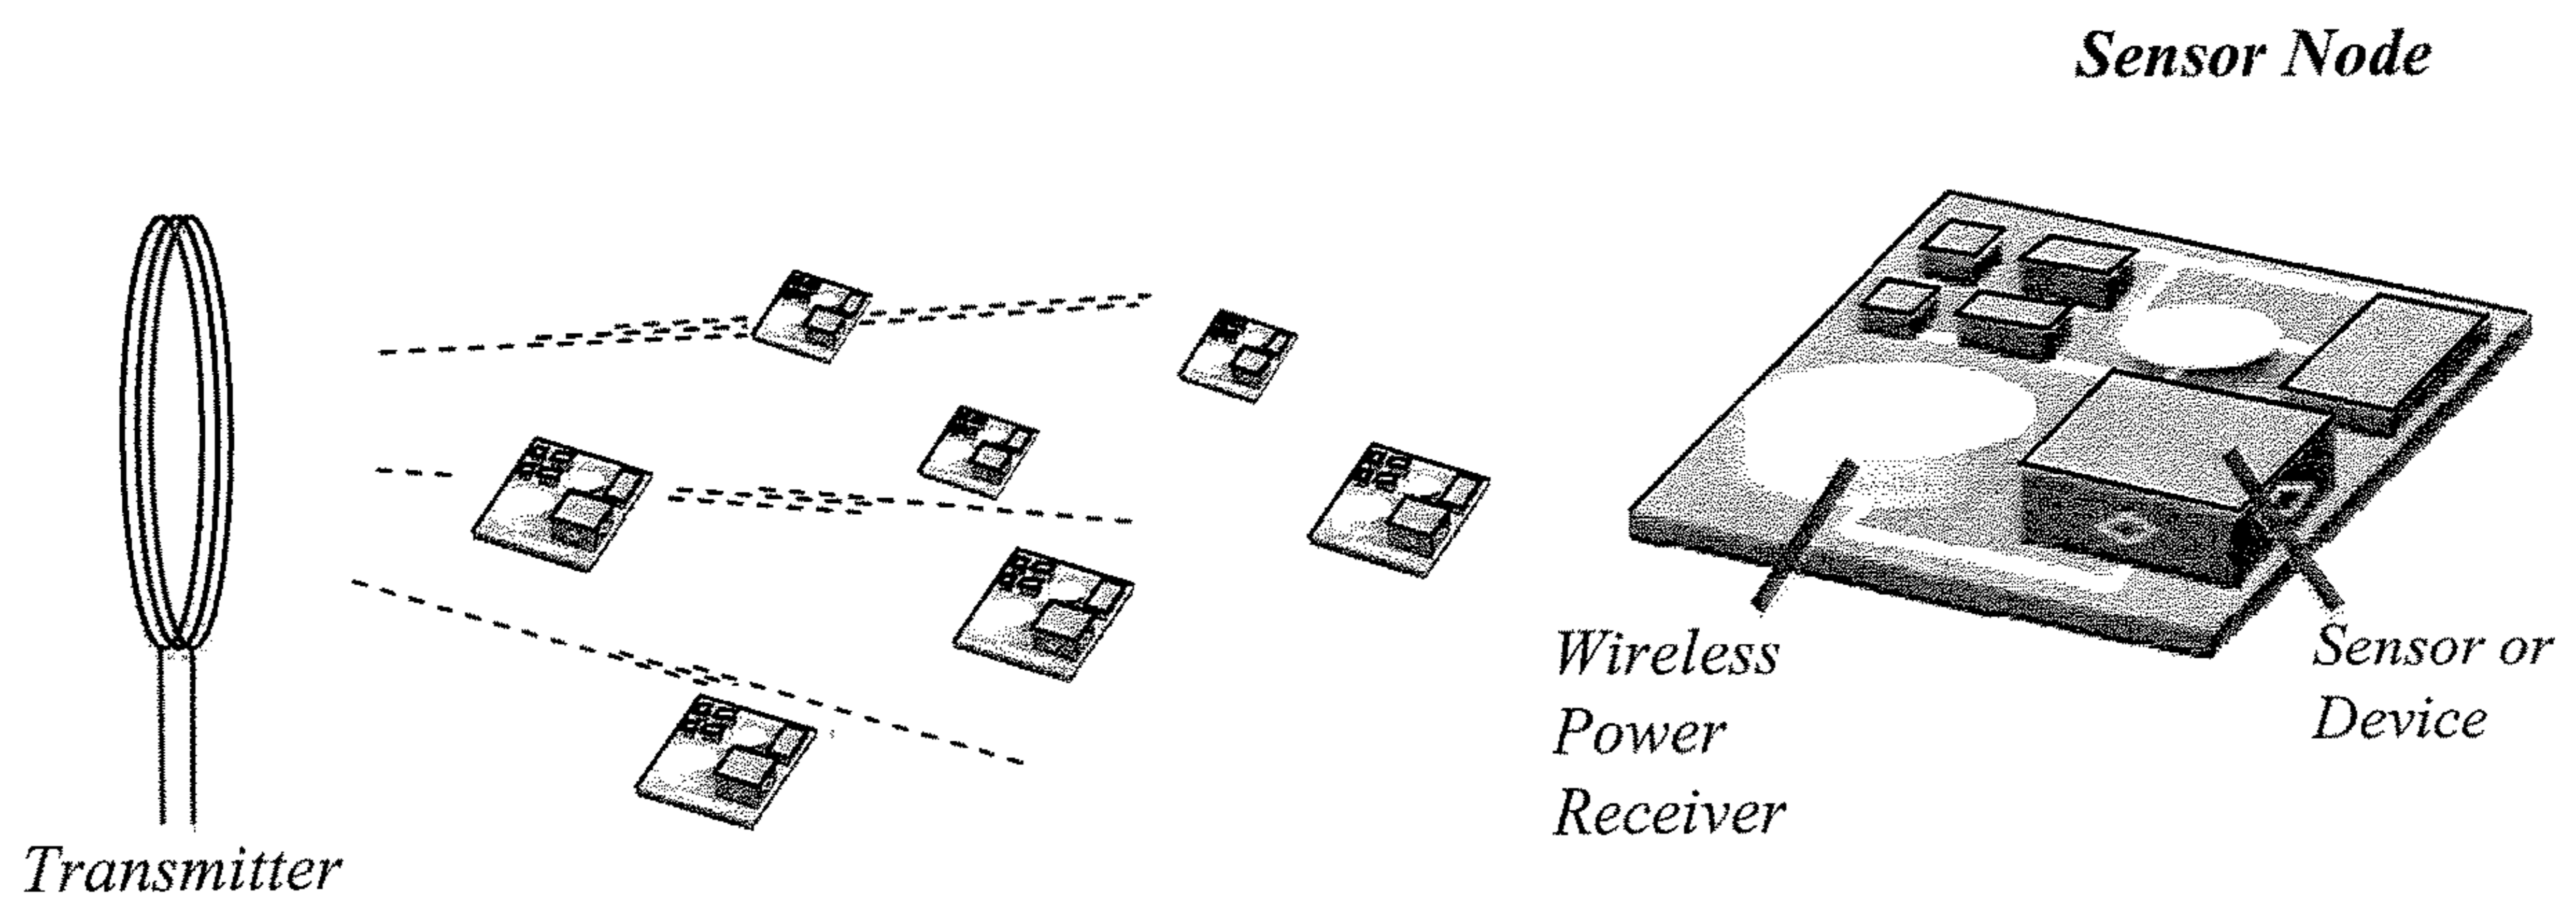 Sensor Node
Wireless
Power
Receiver
Sensor or
Device
Transmitter